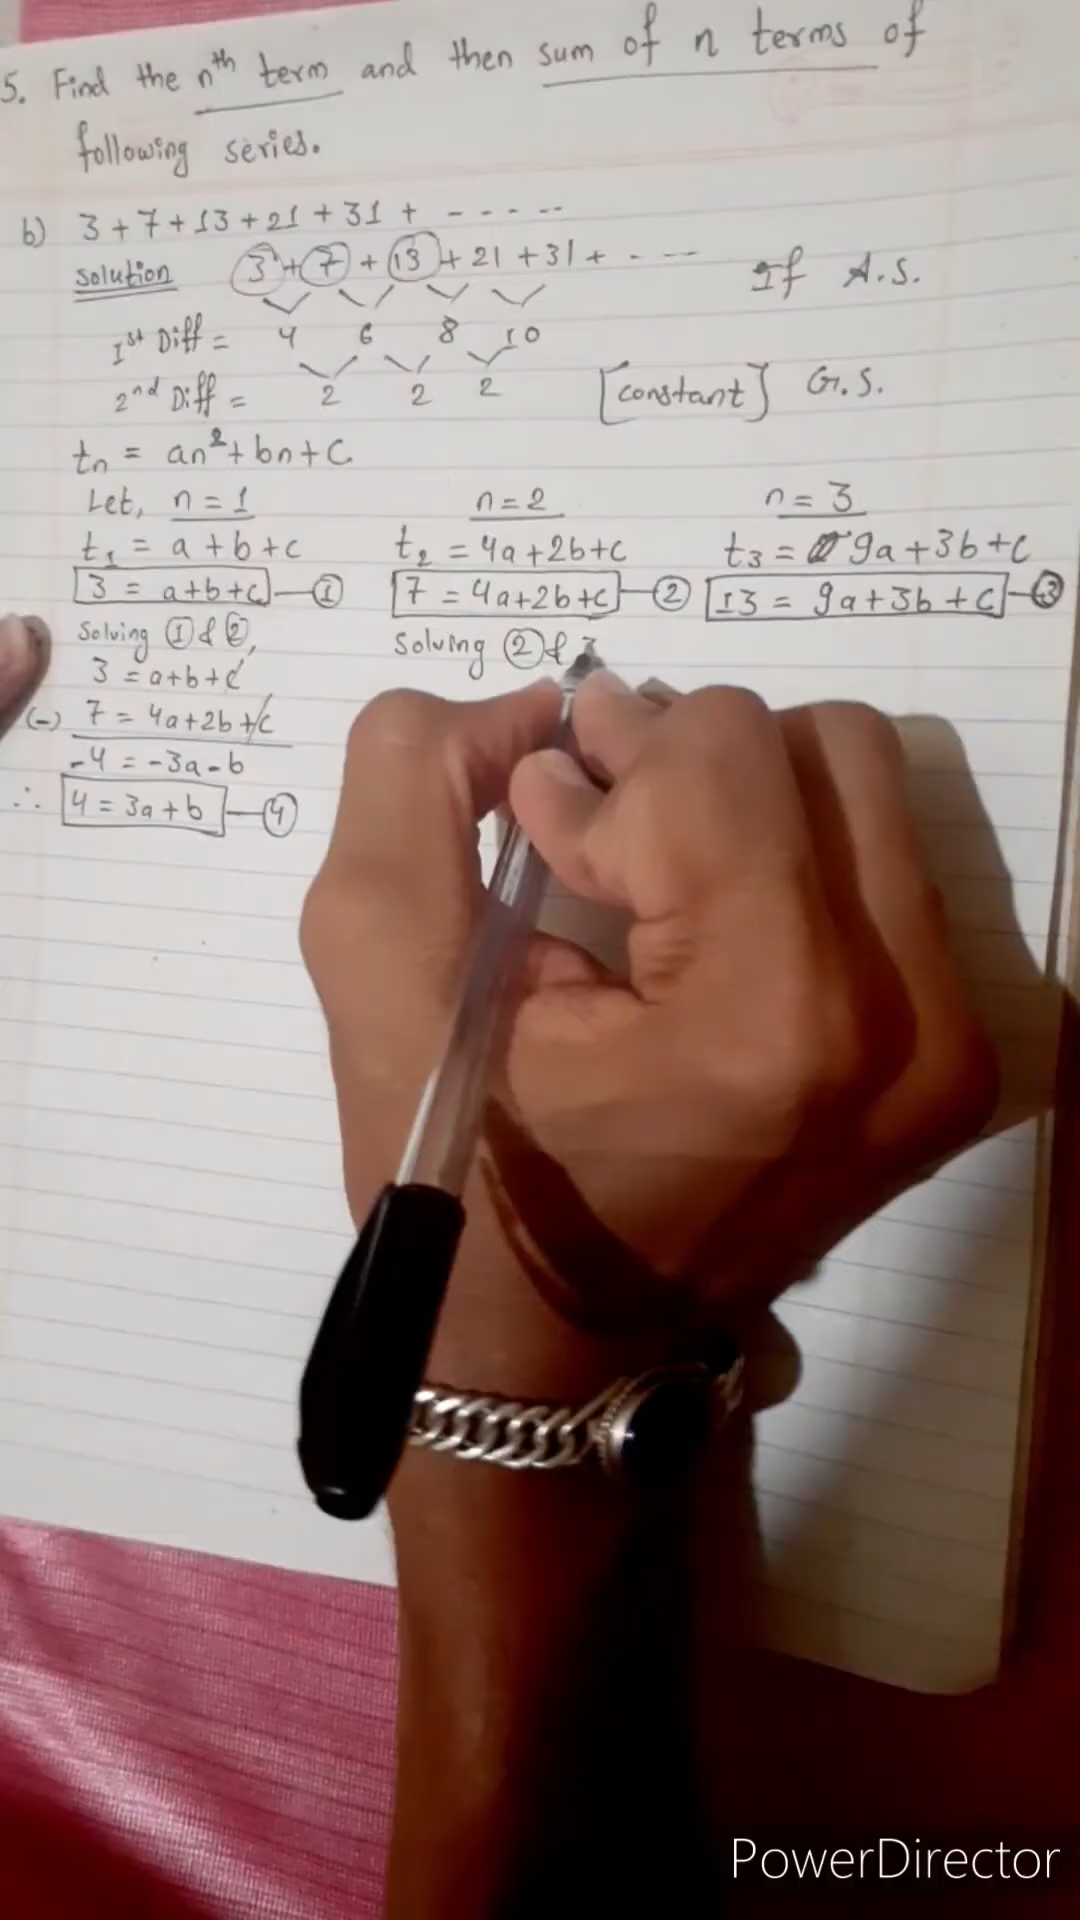 5. Find the nth term and then sum of n terms of
following series.
b) 3 + 7 + 13 + 21 + 31 + - - - - -
Solution 3 + 7 + 13 + 21 + 31 + - - - If A.S.
1st Diff = 4 6 8 10
2nd Diff = 2 2 2 [constant] G.S.
tn = an² + bn + c
Let, n = 1 n = 2 n = 3
t1 = a + b + c t2 = 4a + 2b + c t3 = 9a + 3b + c
3 = a + b + c — ① 7 = 4a + 2b + c — ② 13 = 9a + 3b + c — ③
Solving ① & ②, Solving ② &
3 = a + b + c
(-) 7 = 4a + 2b + c
-4 = -3a - b
∴ 4 = 3a + b — ④
PowerDirector